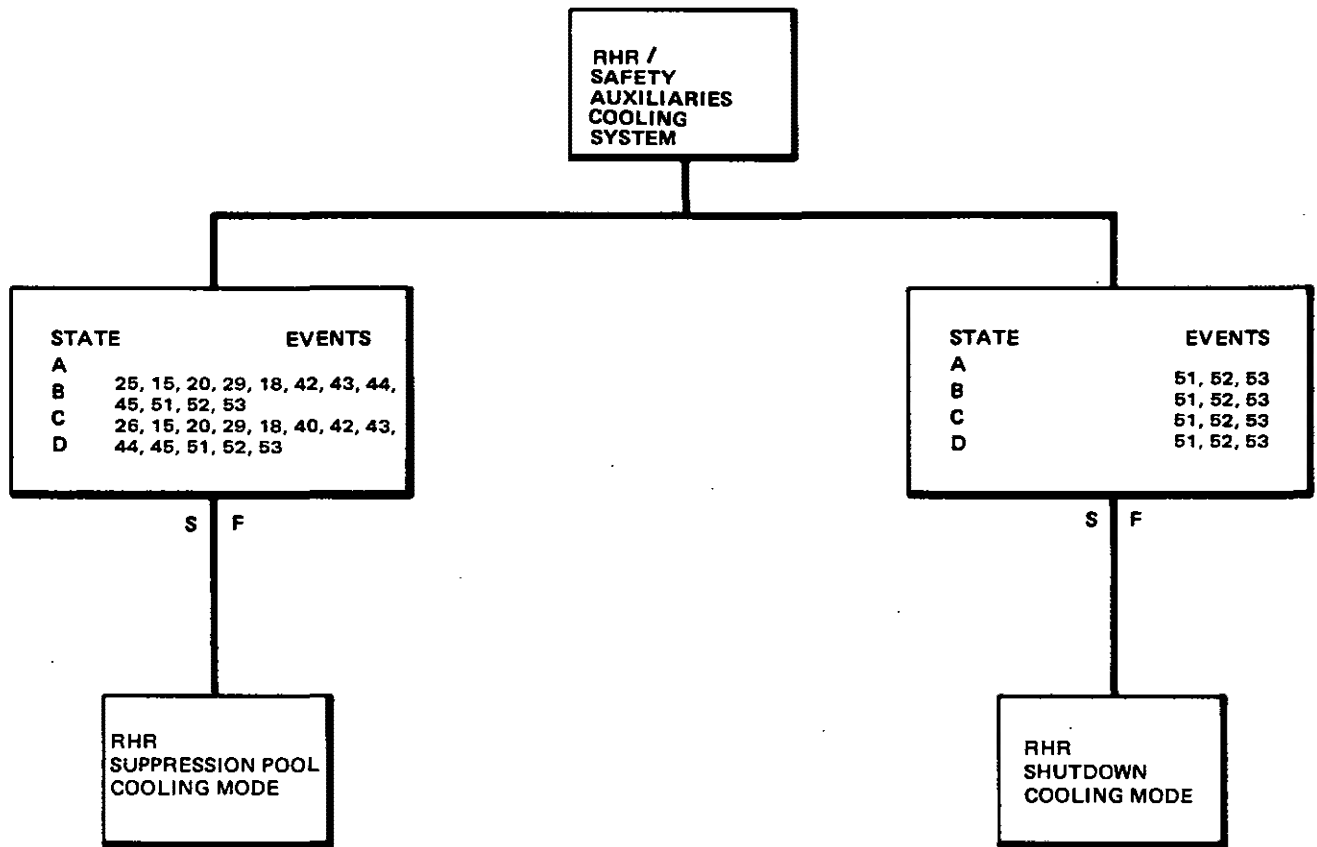 RHR /
SAFETY
AUXILIARIES
COOLING
SYSTEM
STATE EVENTS
A
B 25, 15, 20, 29, 18, 42, 43, 44,
45, 51, 52, 53
C 26, 15, 20, 29, 18, 40, 42, 43,
D 44, 45, 51, 52, 53
S F
RHR
SUPPRESSION POOL
COOLING MODE
STATE EVENTS
A 51, 52, 53
B 51, 52, 53
C 51, 52, 53
D 51, 52, 53
S F
RHR
SHUTDOWN
COOLING MODE